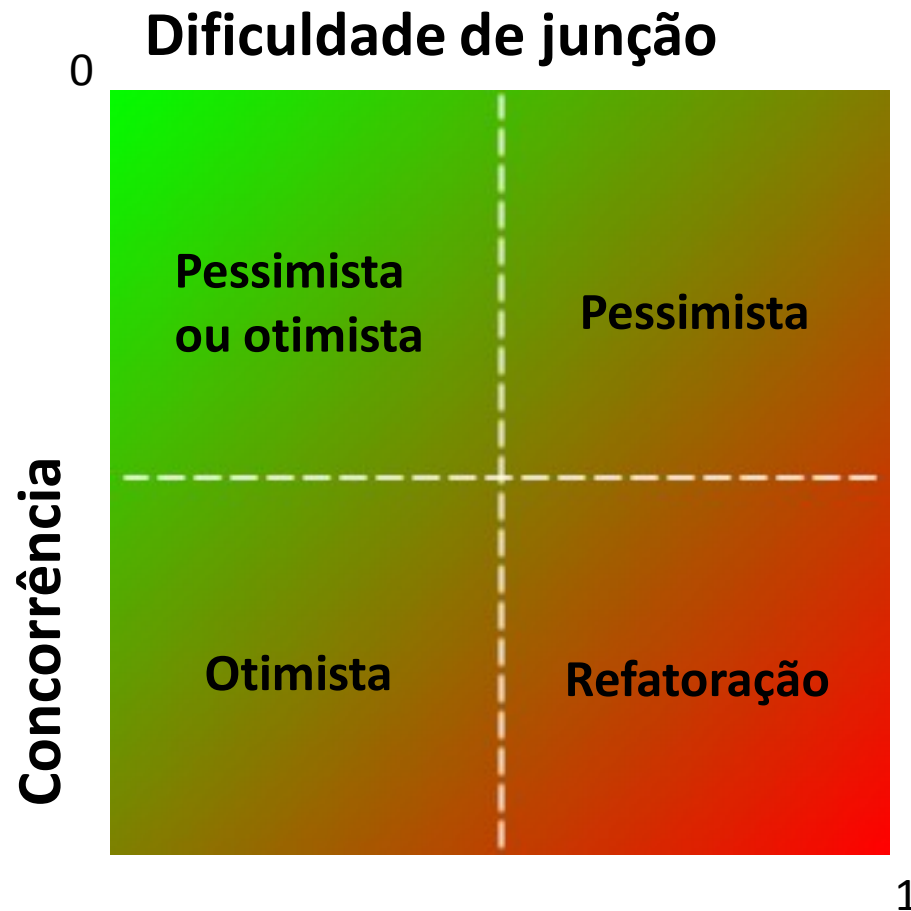 Dificuldade de junção
0
Pessimista
ou otimista
Pessimista
Concorrência
Otimista
Refatoração
1